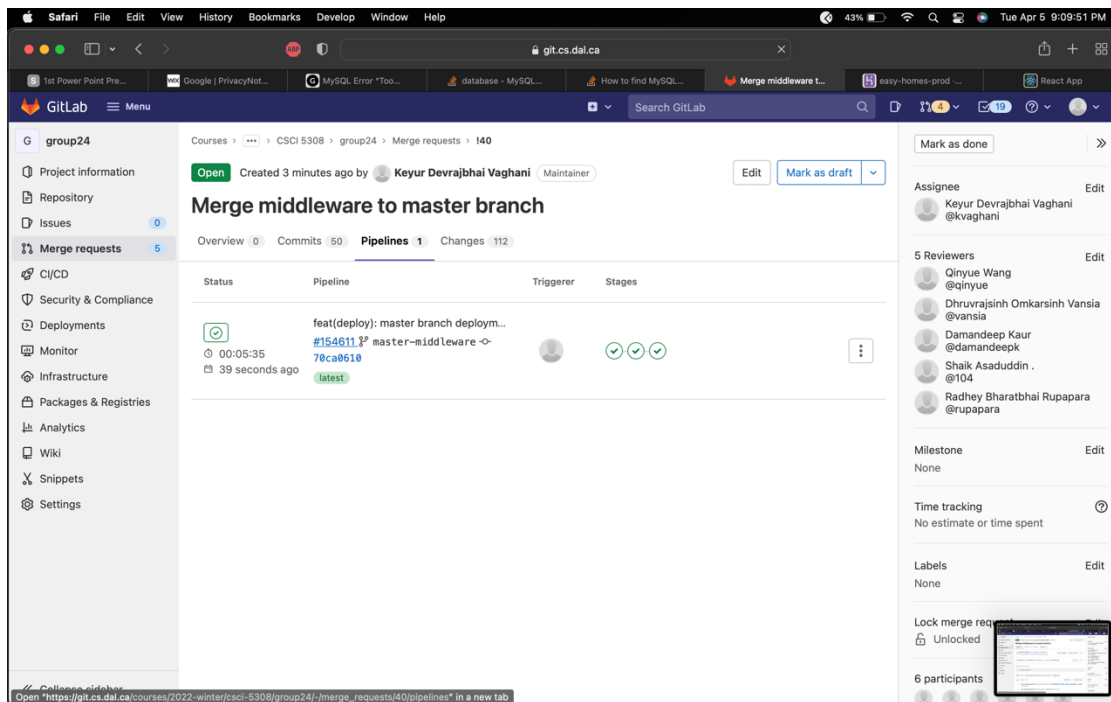 Safari File Edit View History Bookmarks Develop Window Help 43% Tue Apr 5 9:09:51 PM
ABP git.cs.dal.ca
S 1st Power Point Pre... WIX Google | PrivacyNot... G MySQL Error "Too... database - MySQL... How to find MySQL... Merge middleware t... easy-homes-prod -... React App
GitLab Menu Search GitLab 4 19
G group24
Project information
Repository
Issues 0
Merge requests 5
CI/CD
Security & Compliance
Deployments
Monitor
Infrastructure
Packages & Registries
Analytics
Wiki
Snippets
Settings
Courses > ... > CSCI 5308 > group24 > Merge requests > !40
Open Created 3 minutes ago by Keyur Devrajbhai Vaghani Maintainer Edit Mark as draft
Merge middleware to master branch
Overview 0 Commits 50 Pipelines 1 Changes 112
Status Pipeline Triggerer Stages
feat(deploy): master branch deploym...
#154611 master-middleware
00:05:35 70ca0610
39 seconds ago latest
Mark as done
Assignee Edit
Keyur Devrajbhai Vaghani
@kvaghani
5 Reviewers Edit
Qinyue Wang
@qinyue
Dhruvrajsinh Omkarsinh Vansia
@vansia
Damandeep Kaur
@damandeepk
Shaik Asaduddin .
@104
Radhey Bharatbhai Rupapara
@rupapara
Milestone Edit
None
Time tracking
No estimate or time spent
Labels Edit
None
Lock merge request
Unlocked
6 participants
Collapse sidebar
Open "https://git.cs.dal.ca/courses/2022-winter/csci-5308/group24/-/merge_requests/40/pipelines" in a new tab